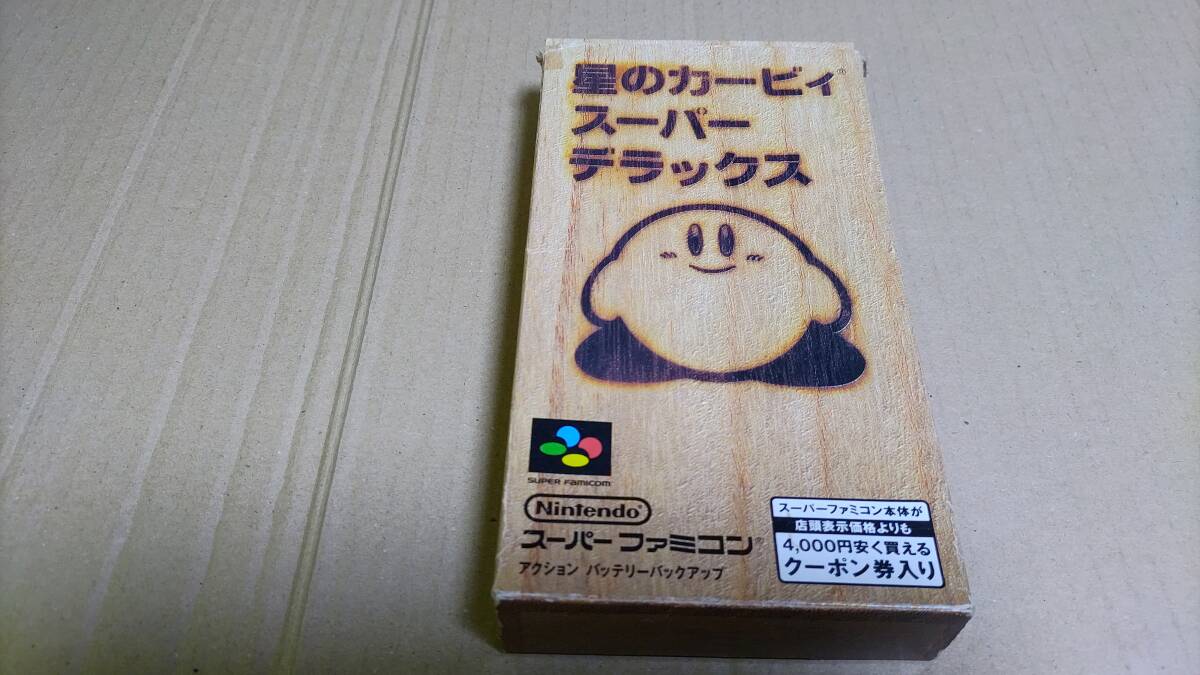 星のカービィ®
スーパー
デラックス
SUPER FAMICOM
Nintendo®
スーパーファミコン®
アクション バッテリーバックアップ
スーパーファミコン本体が
店頭表示価格よりも
4,000円安く買える
クーポン券入り